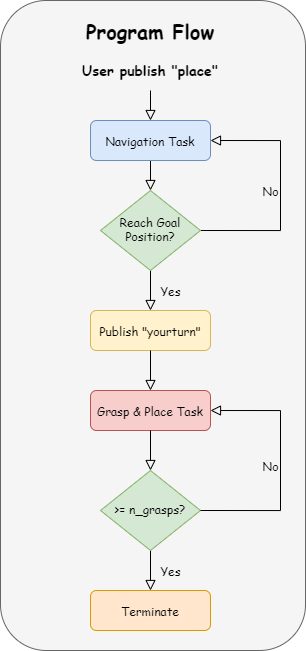 Program Flow
User publish "place"
Navigation Task
No
Reach Goal
Position?
Yes
Publish "yourturn"
Grasp & Place Task
No
>= n_grasps?
Yes
Terminate